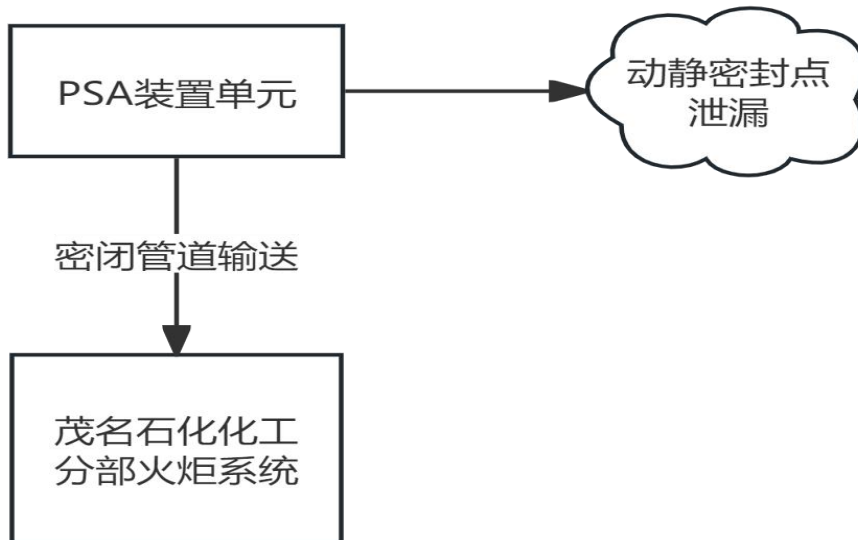 PSA装置单元
动静密封点
泄漏
密闭管道输送
茂名石化化工
分部火炬系统